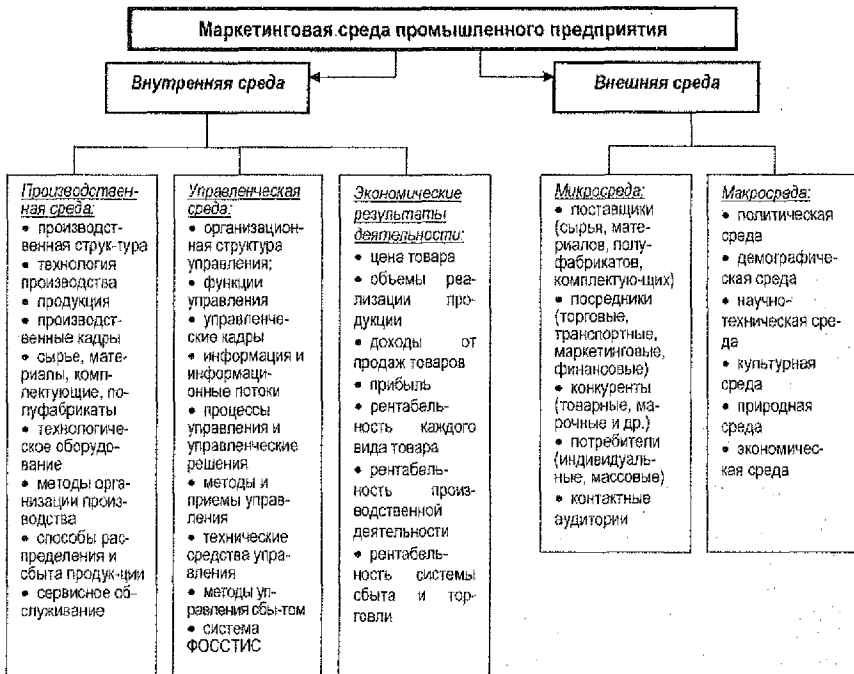 Маркетинговая среда промышленного предприятия
Внутренняя среда
Внешняя среда
Производствен-
ная среда:
• производст-
венная струк-тура
• технология
производства
• продукция
• производст-
венные кадры
• сырье, мате-
риалы, комп-
лектующие, по-
луфабрикаты
• технологиче-
ское оборудо-
вание
• методы орга-
низации произ-
водства
• способы рас-
пределения и
сбыта продук-ции
• сервисное об-
служивание
Управленческая
среда:
• организацион-
ная структура
управления;
• функции
управления
• управленче-
ские кадры
• информация и
информаци-
онные потоки
• процессы
управления и
управленческие
решения
• методы и
приемы управ-
ления
• технические
средства упра-
вления
• методы уп-
равления сбы-том
• система
ФОССТИС
Экономические
результаты
деятельности:
• цена товара
• объемы реа-
лизации про-
дукции
• доходы от
продаж товаров
• прибыль
• рентабель-
ность каждого
вида товара
• рентабель-
ность произ-
водственной
деятельности
• рентабель-
ность системы
сбыта и тор-
говли
Микросреда:
• поставщики
(сырья, мате-
риалов, полу-
фабрикатов,
комплектую-щих)
• посредники
(торговые,
транспортные,
маркетинговые,
финансовые)
• конкуренты
(товарные, ма-
рочные и др.)
• потребители
(индивидуаль-
ные, массовые)
• контактные
аудитории
Макросреда:
• политическая
среда
• демографиче-
ская среда
• научно-
техническая сре-
да
• культурная
среда
• природная
среда
• экономичес-
кая среда